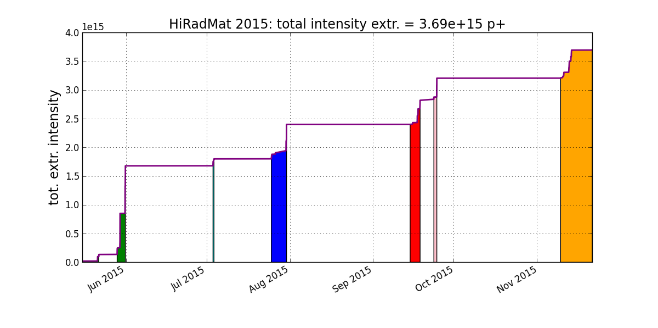 HiRadMat 2015: total intensity extr. = 3.69e+15 p+
1e15
4.0
3.5
3.0
2.5
2.0
1.5
1.0
0.5
0.0
tot. extr. intensity
Jun 2015
Jul 2015
Aug 2015
Sep 2015
Oct 2015
Nov 2015